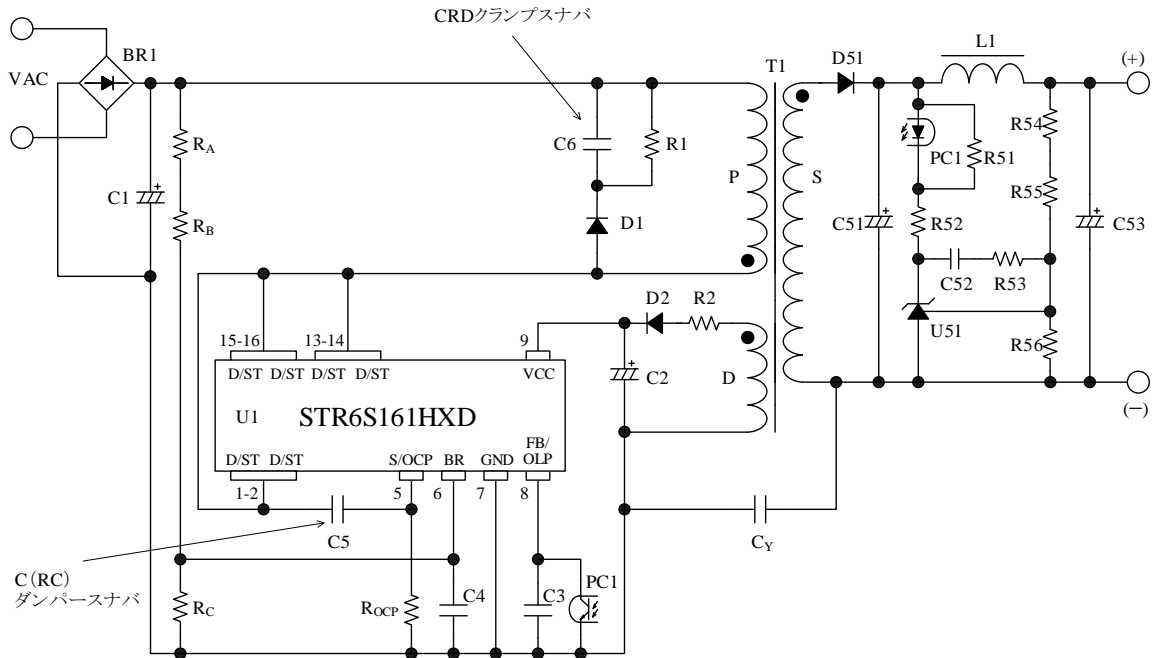 CRDクランプスナバ
BR1
VAC
C1
RA
RB
C6
R1
D1
P
T1
S
D51
L1
(+)
PC1
R51
R54
R55
C51
R52
C53
C52
R53
U51
R56
(−)
D2
R2
C2
D
15-16
13-14
9
D/ST D/ST D/ST D/ST
VCC
U1
STR6S161HXD
D/ST D/ST
S/OCP
BR
GND
FB/
OLP
1-2
5
6
7
8
C5
CY
C(RC)
ダンパースナバ
RC
ROCP
C4
C3
PC1